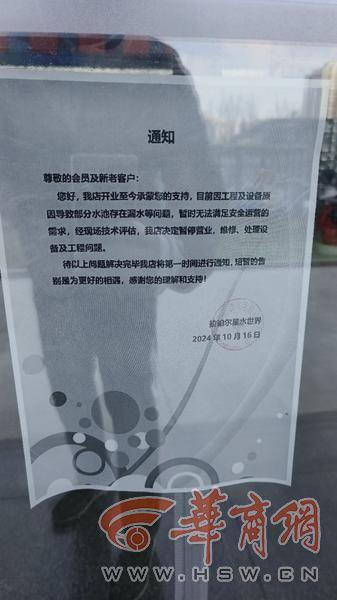 通知
尊敬的会员及新老客户：
您好，我店开业至今承蒙您的支持，目前因工程及设备原
因导致部分水池存在漏水等问题，暂时无法满足安全运营的
需求，经现场技术评估，我店决定暂停营业，维修、处理设
备及工程问题。
待以上问题解决完毕我店将第一时间进行通知，短暂的告
别是为更好的相遇，感谢您的理解和支持！
星水世界
2024年10月16日
華商網
WWW.HSW.CN